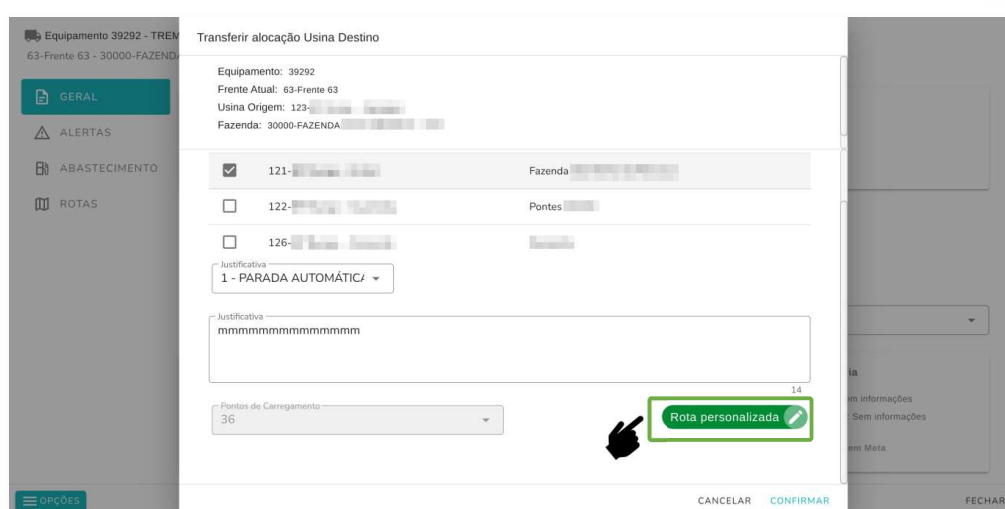 Equipamento 39292 - TREM
63-Frente 63 - 30000-FAZENDA
GERAL
ALERTAS
ABASTECIMENTO
ROTAS
OPÇÕES
Transferir alocação Usina Destino
Equipamento: 39292
Frente Atual: 63-Frente 63
Usina Origem: 123-
Fazenda: 30000-FAZENDA
121- Fazenda
122- Pontes
126-
Justificativa
1 - PARADA AUTOMÁTICA
Justificativa
mmmmmmmmmmmmmm
14
Pontos de Carregamento
36
Rota personalizada
CANCELAR CONFIRMAR
ia
em informações
: Sem informações
em Meta
FECHAR